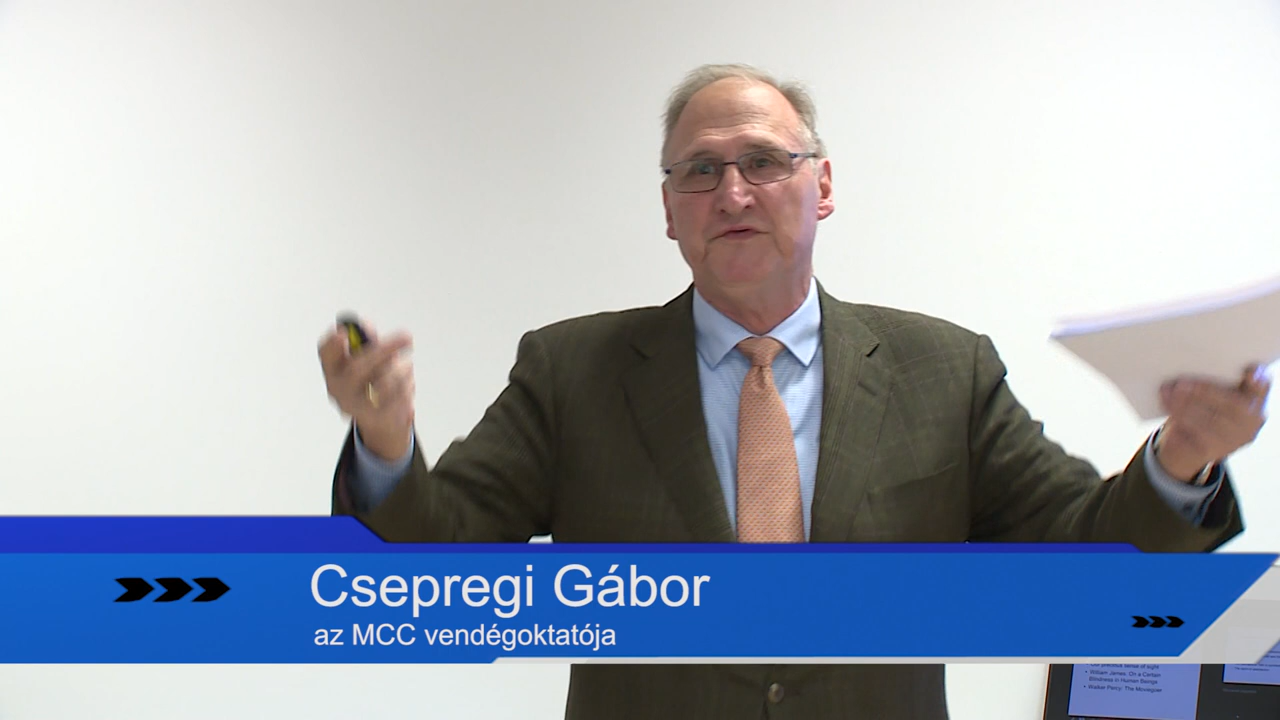 Csepregi Gábor
az MCC vendégoktatója
• William James: On a Certain
Blindness in Human Beings
• Walker Percy: The Moviegoer